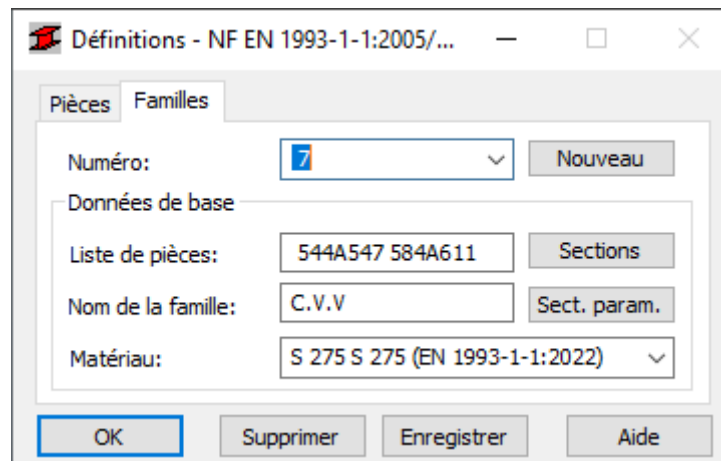 Définitions - NF EN 1993-1-1:2005/...
Pièces Familles
Numéro: 7 Nouveau
Données de base
Liste de pièces: 544A547 584A611 Sections
Nom de la famille: C.V.V Sect. param.
Matériau: S 275 S 275 (EN 1993-1-1:2022)
OK Supprimer Enregistrer Aide